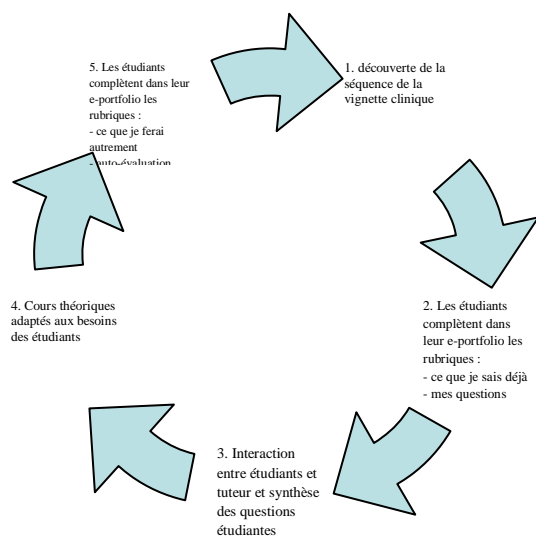 1. découverte de la
séquence de la
vignette clinique
2. Les étudiants
complètent dans
leur e-portfolio les
rubriques :
- ce que je sais déjà
- mes questions
3. Interaction
entre étudiants et
tuteur et synthèse
des questions
étudiantes
4. Cours théoriques
adaptés aux besoins
des étudiants
5. Les étudiants
complètent dans leur
e-portfolio les
rubriques :
- ce que je ferai
autrement
- auto-évaluation